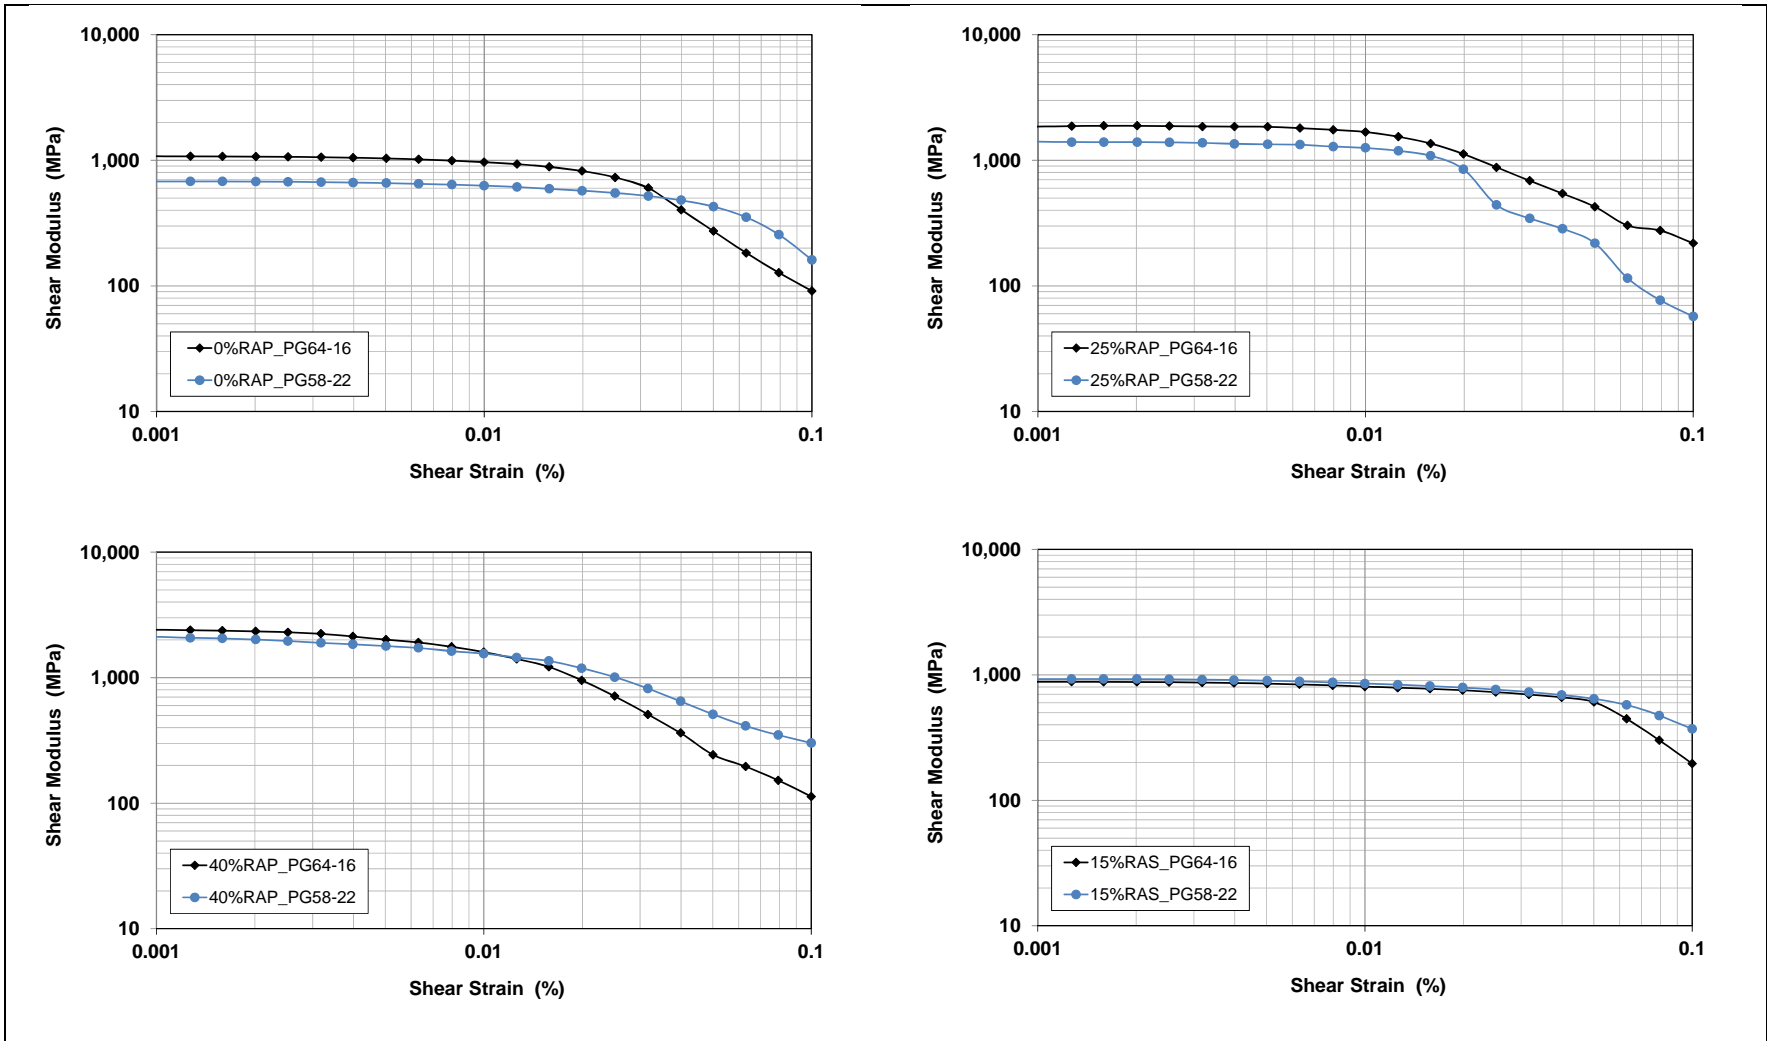 10,000
1,000
100
10
Shear Modulus (MPa)
0%RAP_PG64-16
0%RAP_PG58-22
0.001
0.01
0.1
Shear Strain (%)
10,000
1,000
100
10
Shear Modulus (MPa)
25%RAP_PG64-16
25%RAP_PG58-22
0.001
0.01
0.1
Shear Strain (%)
10,000
1,000
100
10
Shear Modulus (MPa)
40%RAP_PG64-16
40%RAP_PG58-22
0.001
0.01
0.1
Shear Strain (%)
10,000
1,000
100
10
Shear Modulus (MPa)
15%RAS_PG64-16
15%RAS_PG58-22
0.001
0.01
0.1
Shear Strain (%)